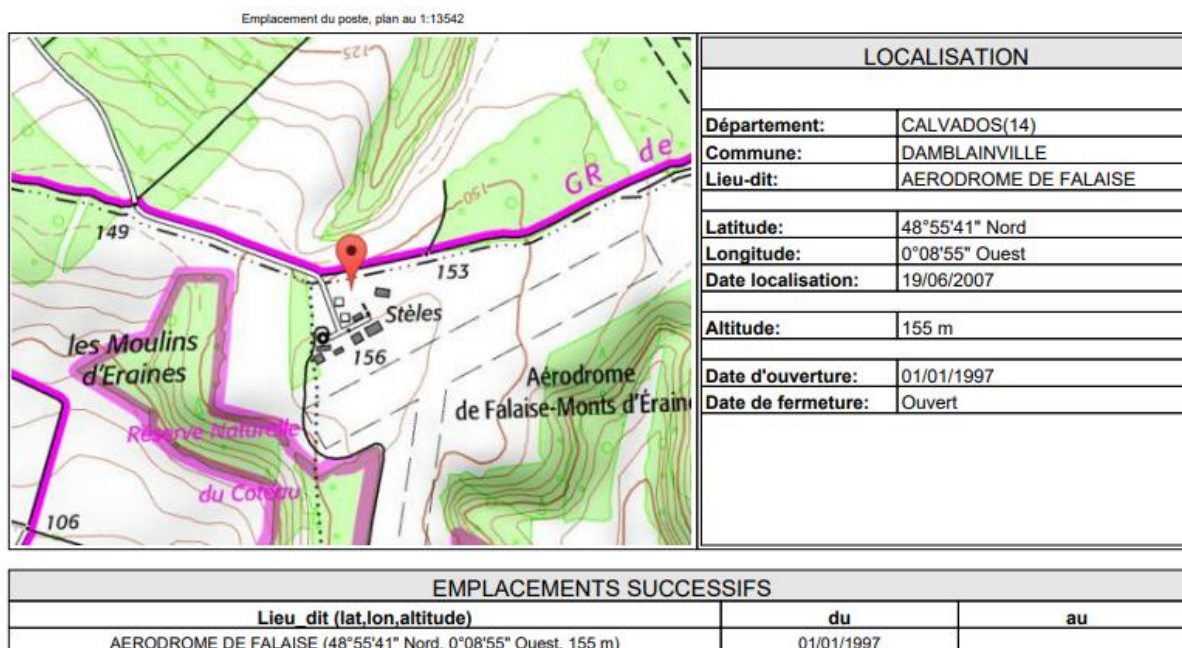 Emplacement du poste, plan au 1:13542
LOCALISATION
Département: CALVADOS(14)
Commune: DAMBLAINVILLE
Lieu-dit: AERODROME DE FALAISE
Latitude: 48°55'41" Nord
Longitude: 0°08'55" Ouest
Date localisation: 19/06/2007
Altitude: 155 m
Date d'ouverture: 01/01/1997
Date de fermeture: Ouvert
125
GR de
150
149
153
Stèles
les Moulins
d'Eraines
156
Aérodrome
de Falaise-Monts d'Érain
Réserve Naturelle
du Coteau
106
EMPLACEMENTS SUCCESSIFS
Lieu_dit (lat,lon,altitude) du au
AERODROME DE FALAISE (48°55'41" Nord, 0°08'55" Ouest, 155 m) 01/01/1997